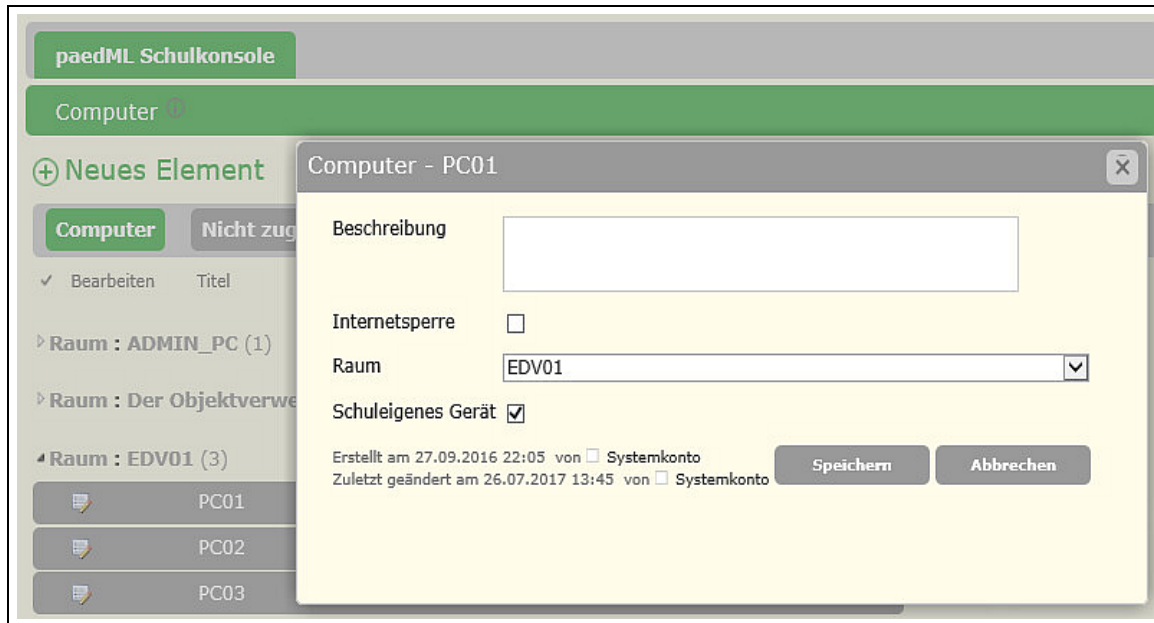 paedML Schulkonsole
Computer
Neues Element
Computer Nicht zug
Bearbeiten Titel
Raum : ADMIN_PC (1)
Raum : Der Objektverwe
Raum : EDV01 (3)
PC01
PC02
PC03
Computer - PC01
Beschreibung
Internetsperre
Raum EDV01
Schuleigenes Gerät
Erstellt am 27.09.2016 22:05 von Systemkonto
Zuletzt geändert am 26.07.2017 13:45 von Systemkonto
Speichern Abbrechen